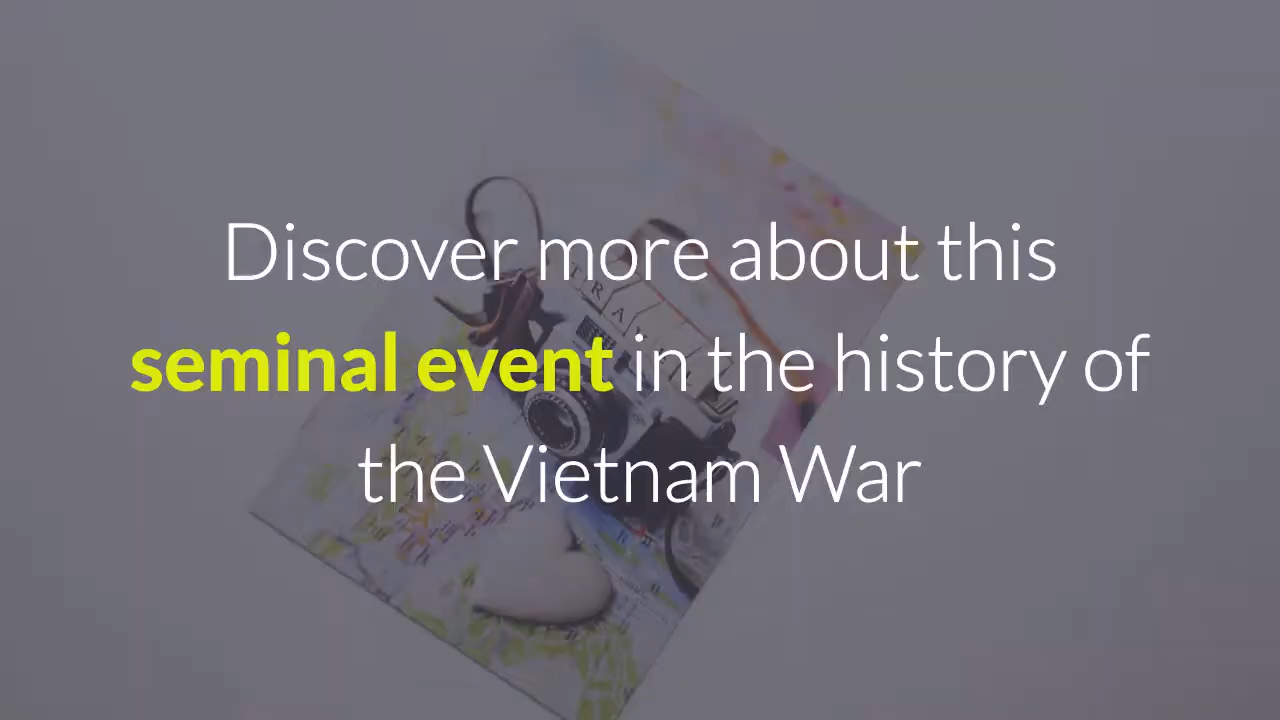 Discover more about this
seminal event in the history of
the Vietnam War